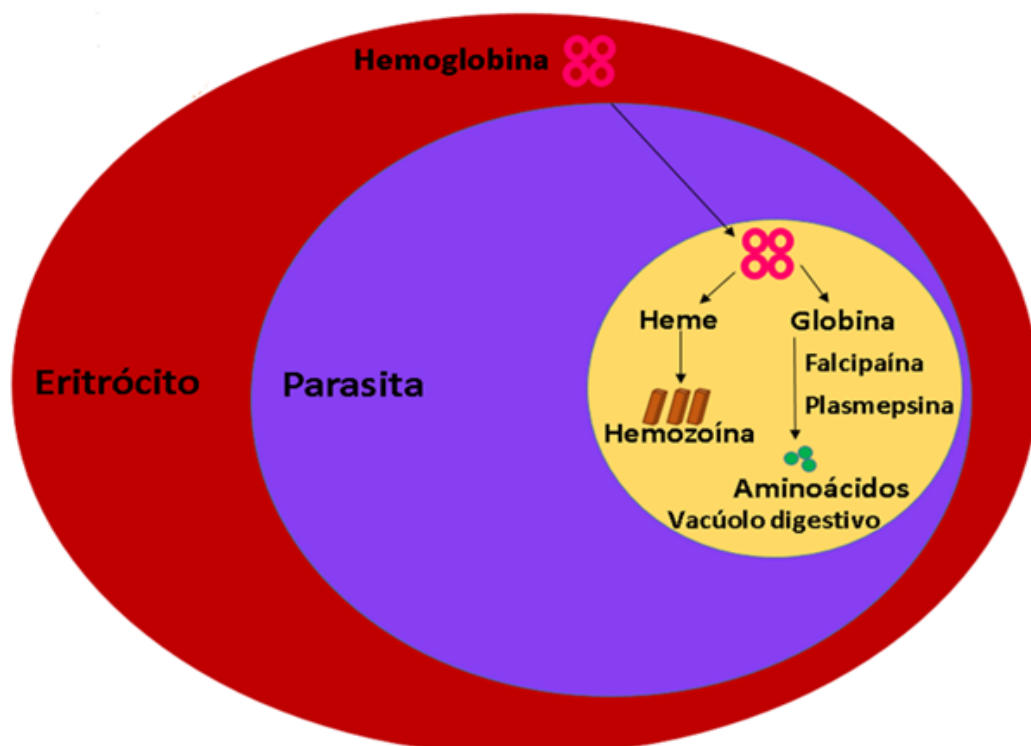 Hemoglobina
Heme
Globina
Falcipaína
Eritrócito
Parasita
Plasmepsina
Hemozoína
Aminoácidos
Vacúolo digestivo